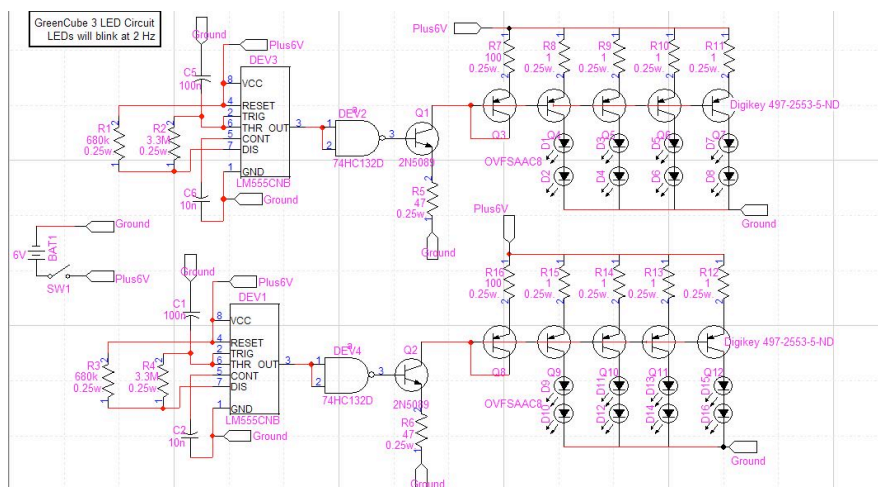 GreenCube 3 LED Circuit
LEDs will blink at 2 Hz
Ground
Plus6V
DEV3
C5
100n
8 VCC
4 RESET
2 TRIG
6 THR OUT 3
5 CONT
7 DIS
1 GND
LM555CNB
R1
680k
0.25w
R2
3.3M
0.25w
C6
10n
Ground
DEV2
a
1
2
3
74HC132D
Q1
2N5089
R5
47
0.25w
Ground
Plus6V
R7
100
0.25w
R8
1
0.25w
R9
1
0.25w
R10
1
0.25w
R11
1
0.25w
Digikey 497-2553-5-ND
Q3
Q4
Q5
Q6
Q7
OVFSAAC8
D1
D2
D3
D4
D5
D6
D7
D8
Ground
Ground
6V
BAT1
SW1
Plus6V
Ground
Plus6V
DEV1
C1
100n
8 VCC
4 RESET
2 TRIG
6 THR OUT 3
5 CONT
7 DIS
1 GND
LM555CNB
R3
680k
0.25w
R4
3.3M
0.25w
C2
10n
Ground
DEV4
a
1
2
3
74HC132D
Q2
2N5089
R6
47
0.25w
Ground
Plus6V
R16
100
0.25w
R15
1
0.25w
R14
1
0.25w
R13
1
0.25w
R12
1
0.25w
Digikey 497-2553-5-ND
Q8
Q9
Q10
Q11
Q12
OVFSAAC8
D9
D10
D11
D12
D13
D14
D15
D16
Ground